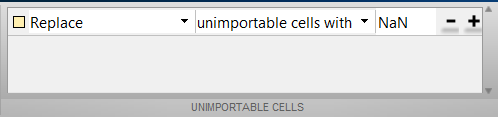 Replace unimportable cells with NaN
UNIMPORTABLE CELLS